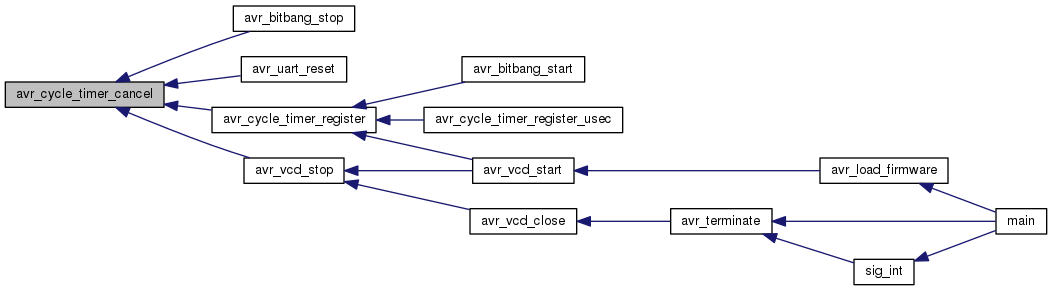 avr_bitbang_stop
avr_uart_reset
avr_bitbang_start
avr_cycle_timer_cancel
avr_cycle_timer_register
avr_cycle_timer_register_usec
avr_vcd_stop
avr_vcd_start
avr_load_firmware
avr_vcd_close
avr_terminate
main
sig_int